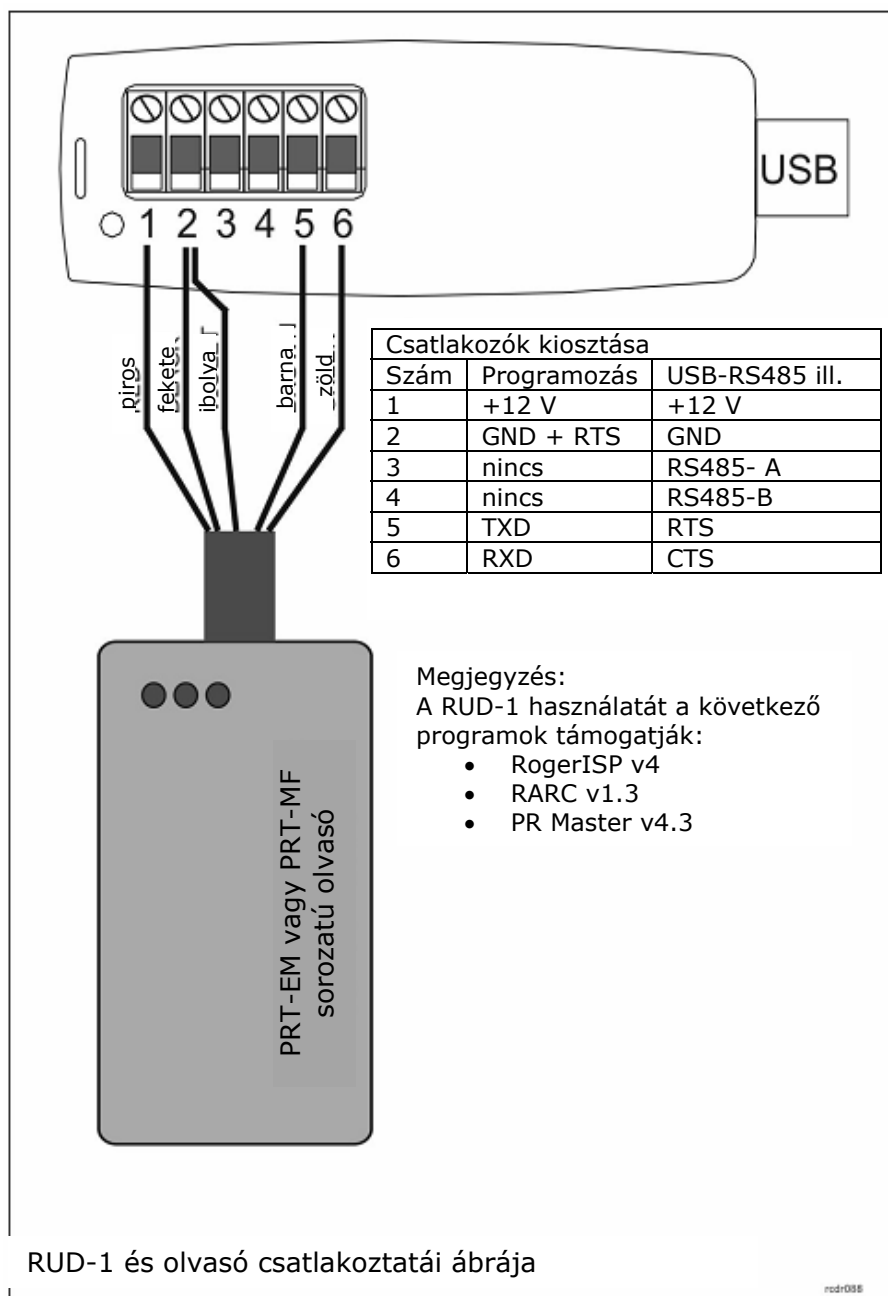 USB
1 2 3 4 5 6
piros
fekete
ibolya
barna
zöld
Csatlakozók kiosztása
Szám Programozás USB-RS485 ill.
1 +12 V +12 V
2 GND + RTS GND
3 nincs RS485- A
4 nincs RS485-B
5 TXD RTS
6 RXD CTS
Megjegyzés:
A RUD-1 használatát a következő
programok támogatják:
• RogerISP v4
• RARC v1.3
• PR Master v4.3
PRT-EM vagy PRT-MF
sorozatú olvasó
RUD-1 és olvasó csatlakoztatái ábrája
rcdr088